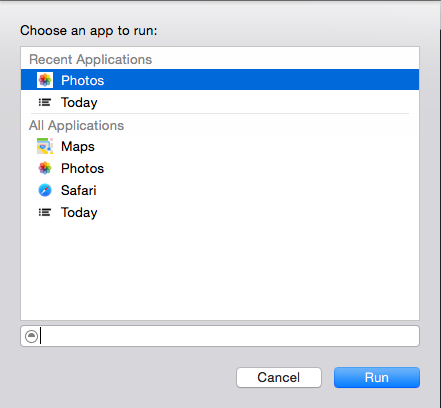 Choose an app to run:
Recent Applications
Photos
Today
All Applications
Maps
Photos
Safari
Today
Cancel Run